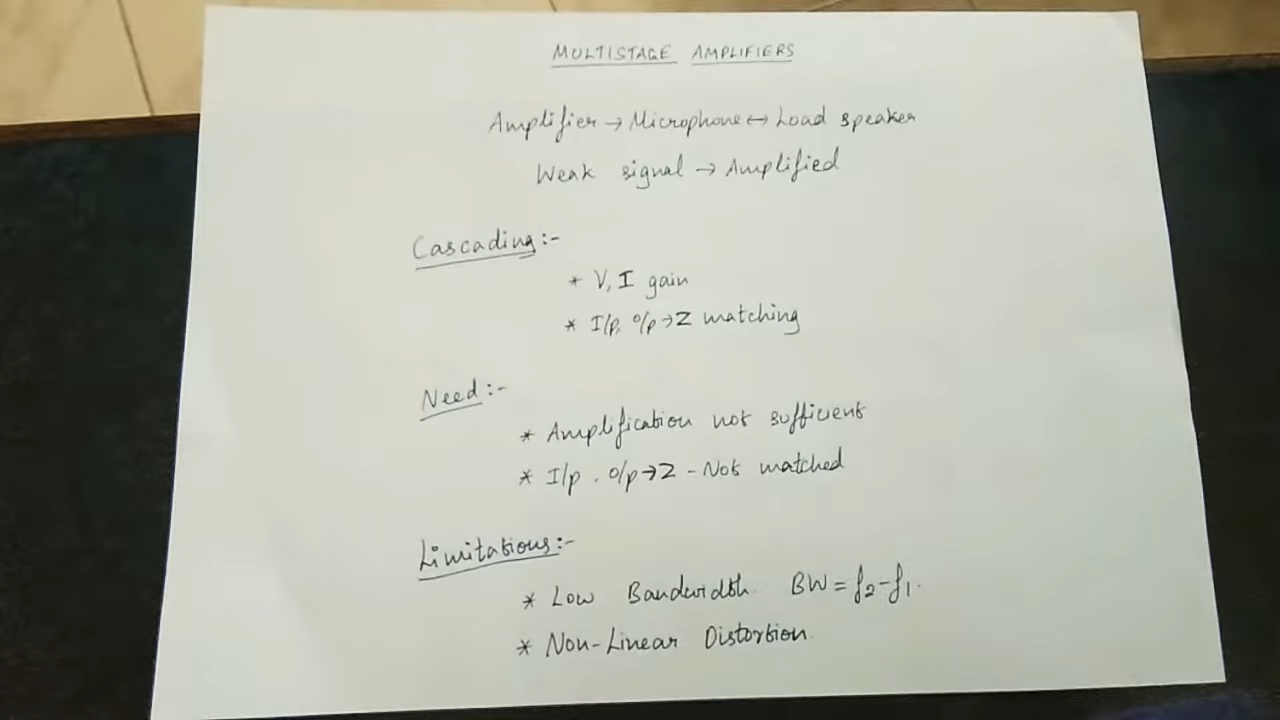 MULTISTAGE AMPLIFIERS
Amplifier → Microphone ↔ Load speaker
Weak signal → Amplified
Cascading:-
* V, I gain
* I/p, o/p → Z matching
Need:-
* Amplification not sufficient
* I/p, o/p → Z - Not matched
Limitations:-
* Low Bandwidth. BW = f₂-f₁.
* Non-Linear Distortion.